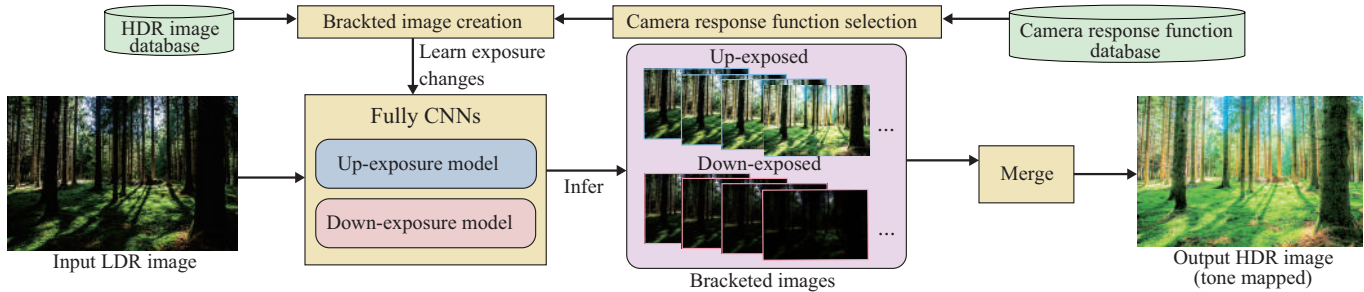 HDR image
database
Brackted image creation
Camera response function selection
Camera response function
database
Learn exposure
changes
Fully CNNs
Up-exposure model
Down-exposure model
Input LDR image
Infer
Up-exposed
...
Down-exposed
...
Bracketed images
Merge
Output HDR image
(tone mapped)